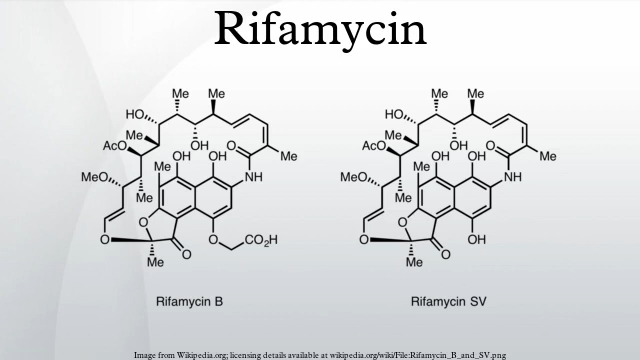 Rifamycin
Me Me
HO
Me
OH
AcO
O
Me
OH OH
Me
NH
MeO
Me
O
O
O
CO₂H
O
Me
Rifamycin B
Me Me
HO
Me
OH
AcO
O
Me
OH OH
Me
NH
MeO
Me
O
O
OH
O
Me
Rifamycin SV
Image from Wikipedia.org; licensing details available at wikipedia.org/wiki/File:Rifamycin_B_and_SV.png